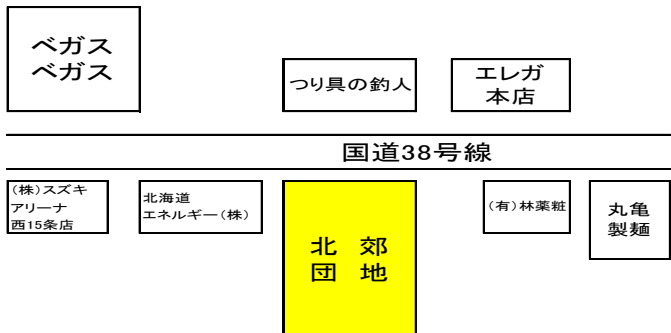 ベガス
ベガス
つり具の釣人
エレガ
本店
国道38号線
(株)スズキ
アリーナ
西15条店
北海道
エネルギー(株)
北　郊
団　地
(有)林薬粧
丸亀
製麺